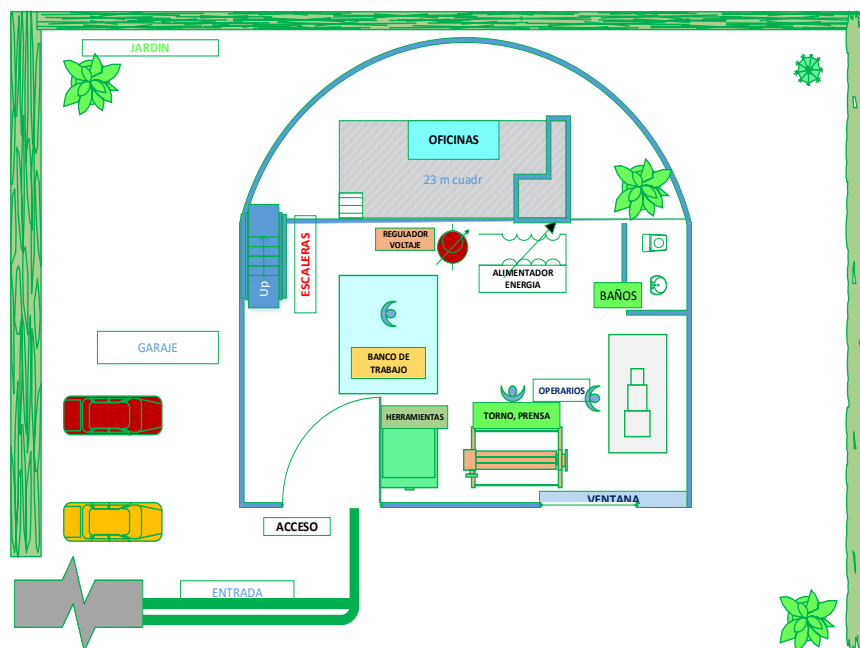 JARDIN
OFICINAS
23 m cuadr
REGULADOR
VOLTAJE
ESCALERAS
Up
ALIMENTADOR
ENERGIA
BAÑOS
GARAJE
BANCO DE
TRABAJO
OPERARIOS
HERRAMIENTAS
TORNO, PRENSA
VENTANA
ACCESO
ENTRADA